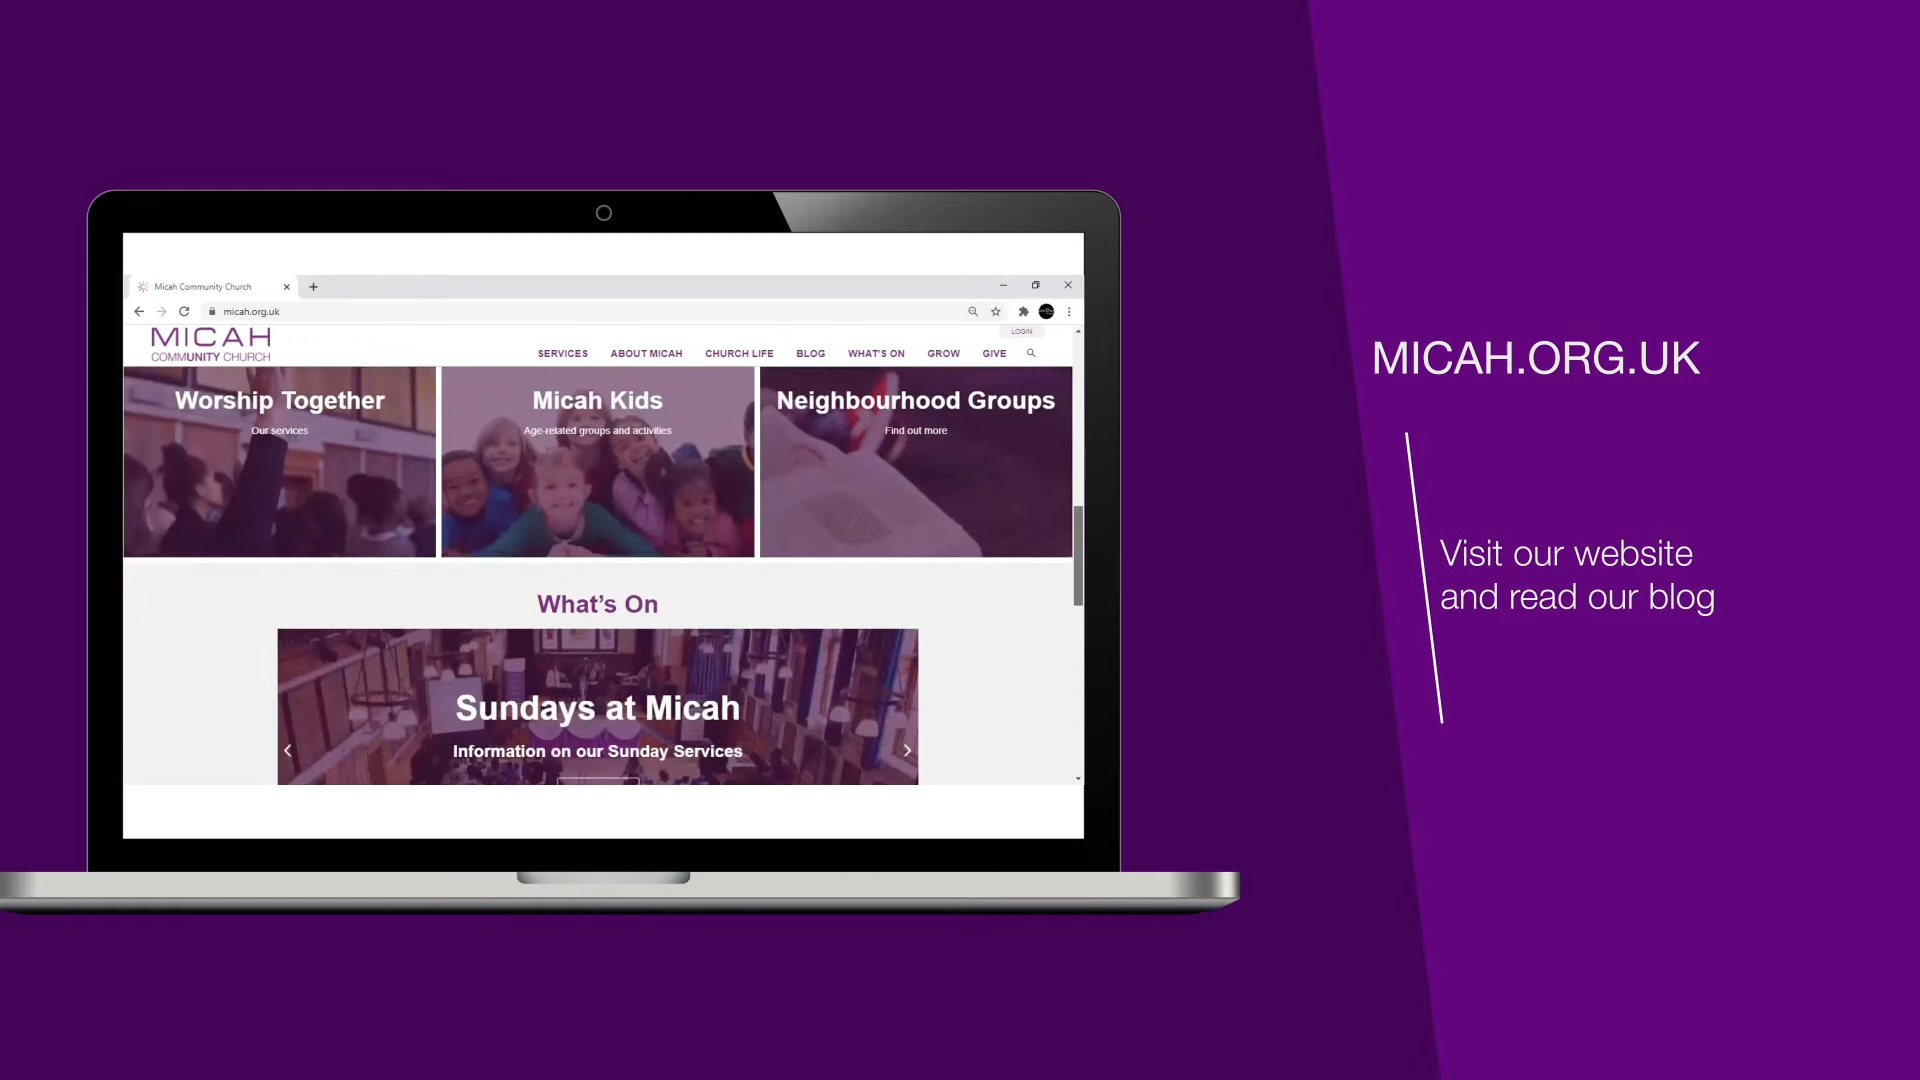 Micah Community Church
micah.org.uk
MICAH
COMMUNITY CHURCH
LOGIN
SERVICES ABOUT MICAH CHURCH LIFE BLOG WHAT'S ON GROW GIVE
Worship Together
Our services
Micah Kids
Age-related groups and activities
Neighbourhood Groups
Find out more
What's On
Sundays at Micah
Information on our Sunday Services
MICAH.ORG.UK
Visit our website
and read our blog